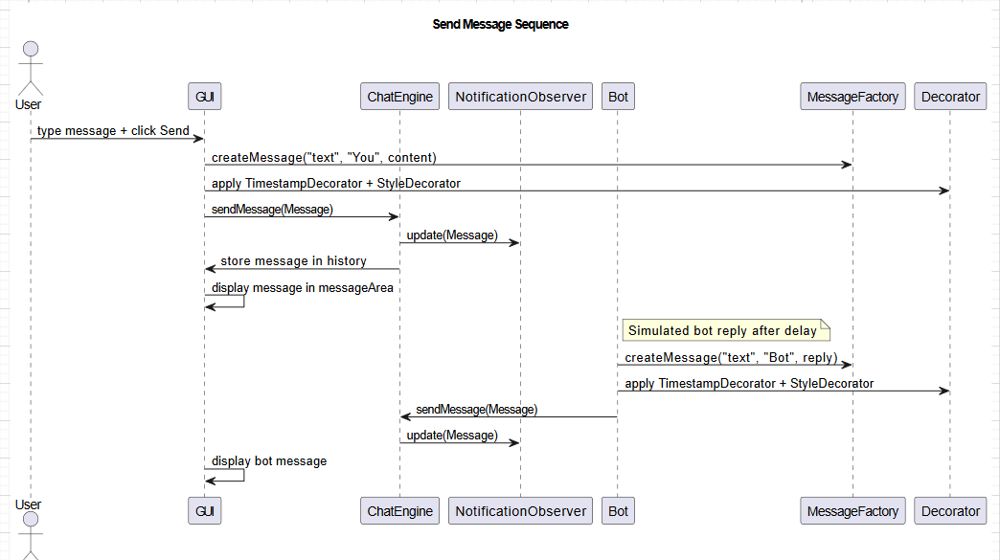 Send Message Sequence
User
GUI
ChatEngine
NotificationObserver
Bot
MessageFactory
Decorator
type message + click Send
createMessage("text", "You", content)
apply TimestampDecorator + StyleDecorator
sendMessage(Message)
update(Message)
store message in history
display message in messageArea
Simulated bot reply after delay
createMessage("text", "Bot", reply)
apply TimestampDecorator + StyleDecorator
sendMessage(Message)
update(Message)
display bot message
User
GUI
ChatEngine
NotificationObserver
Bot
MessageFactory
Decorator